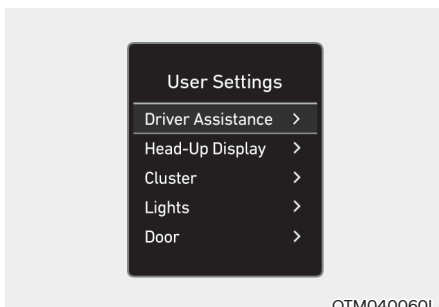 User Settings
Driver Assistance >
Head-Up Display >
Cluster >
Lights >
Door >
OTM040060L